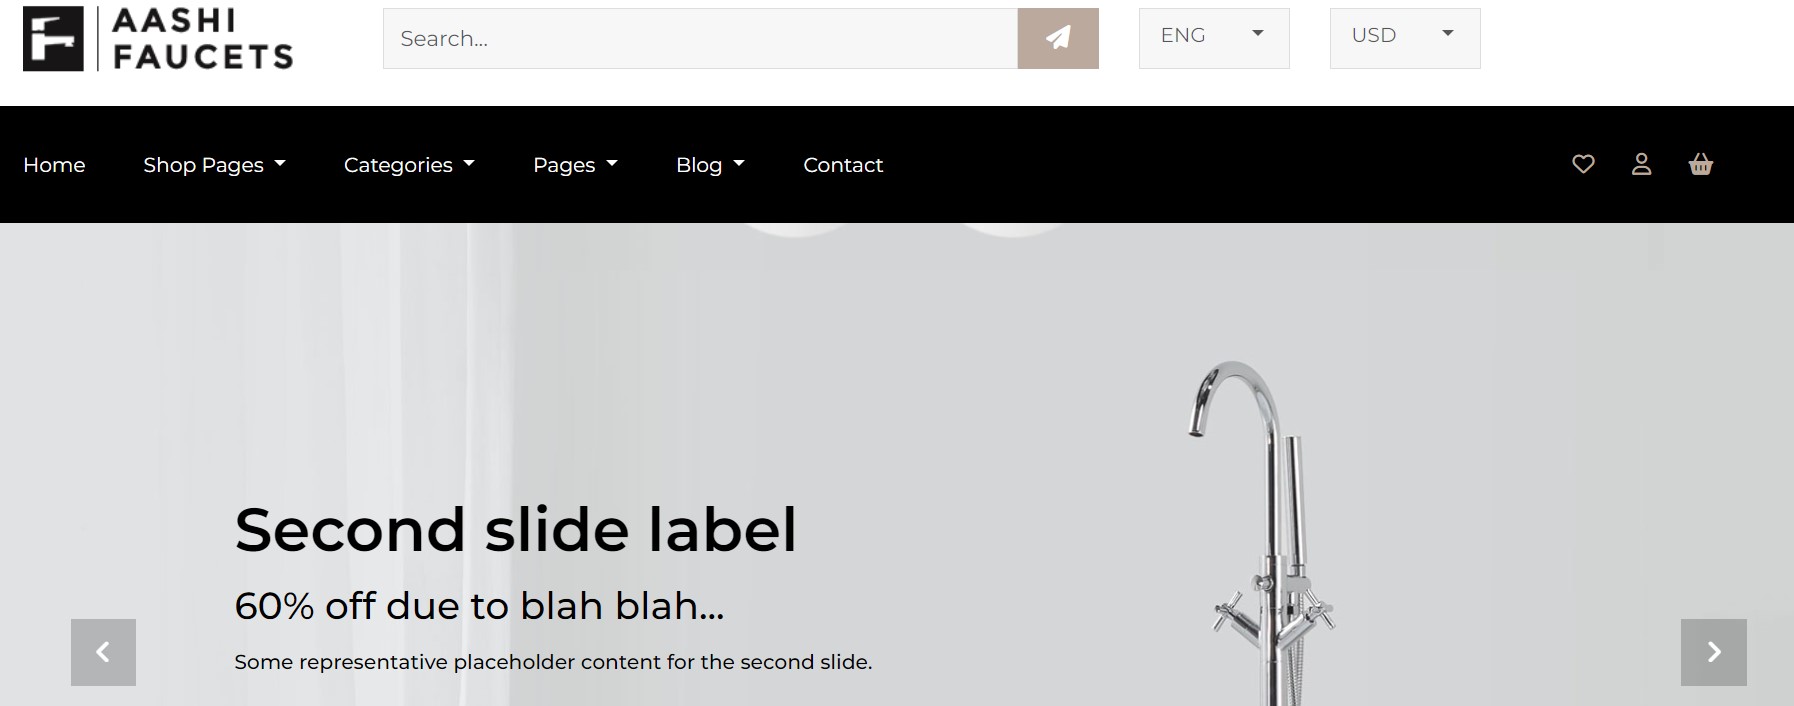 AASHI
FAUCETS
Search...
ENG
USD
Home
Shop Pages
Categories
Pages
Blog
Contact
Second slide label
60% off due to blah blah...
Some representative placeholder content for the second slide.